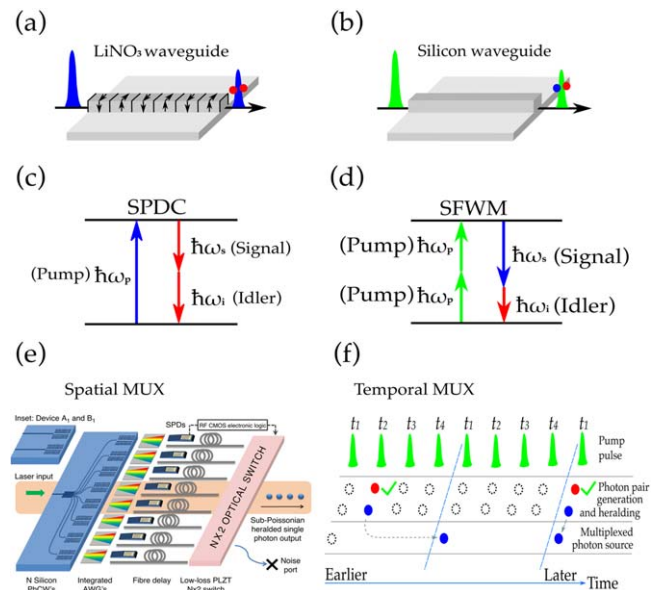 (a)
LiNO₃ waveguide
(b)
Silicon waveguide
(c)
SPDC
(Pump) ħωₚ
ħωₛ (Signal)
ħωᵢ (Idler)
(d)
SFWM
(Pump) ħωₚ
(Pump) ħωₚ
ħωₛ (Signal)
ħωᵢ (Idler)
(e)
Spatial MUX
Inset: Device A₁ and B₁
SPDs
RF CMOS electronic logic
Laser input
NX2 OPTICAL SWITCH
Sub-Poissonian
heralded single
photon output
Noise
port
N Silicon
PhCW's
Integrated
AWG's
Fibre delay
Low-loss PLZT
Nx2 switch
(f)
Temporal MUX
t₁ t₂ t₃ t₄ t₁ t₂ t₃ t₄ t₁
Pump
pulse
Photon pair
generation
and heralding
Multiplexed
photon source
Earlier
Later
Time